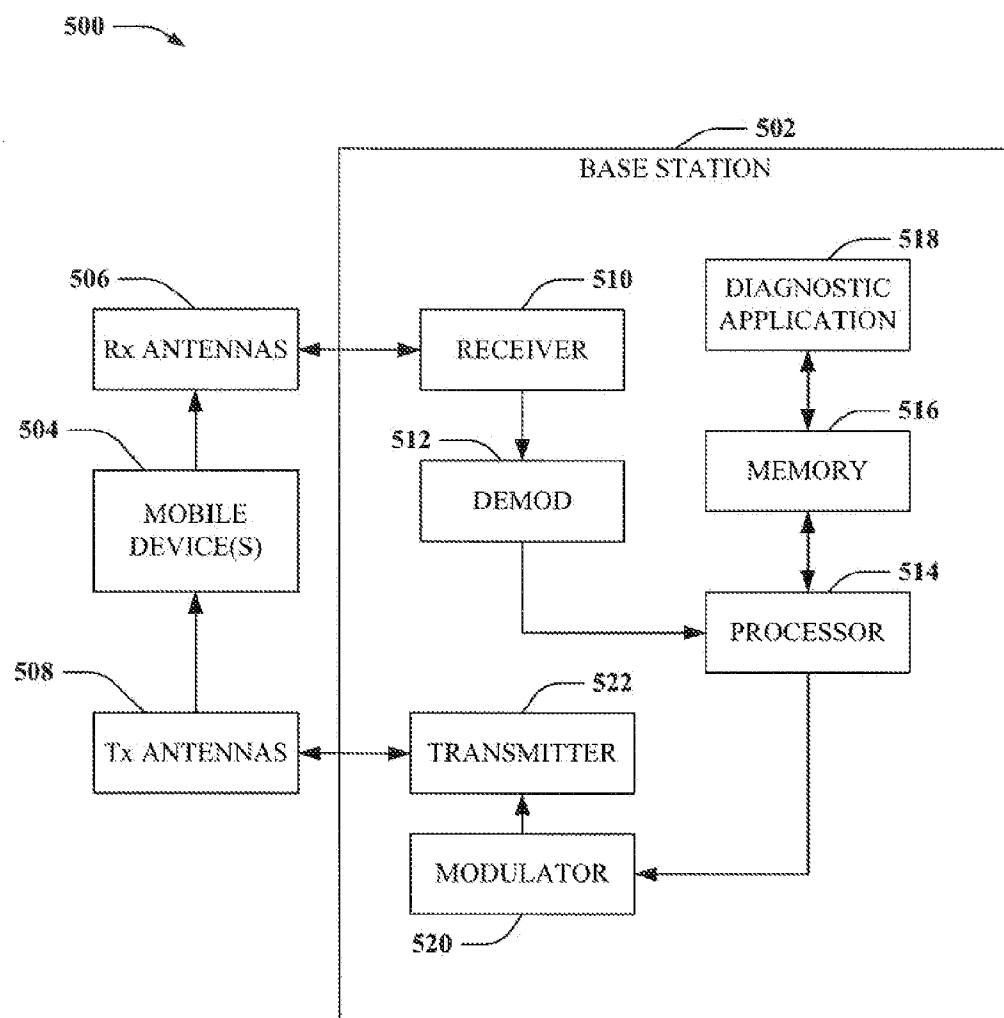 500
502
BASE STATION
518
506
510
DIAGNOSTIC
APPLICATION
Rx ANTENNAS
RECEIVER
504
512
516
MOBILE
DEVICE(S)
DEMOD
MEMORY
514
PROCESSOR
508
522
Tx ANTENNAS
TRANSMITTER
MODULATOR
520